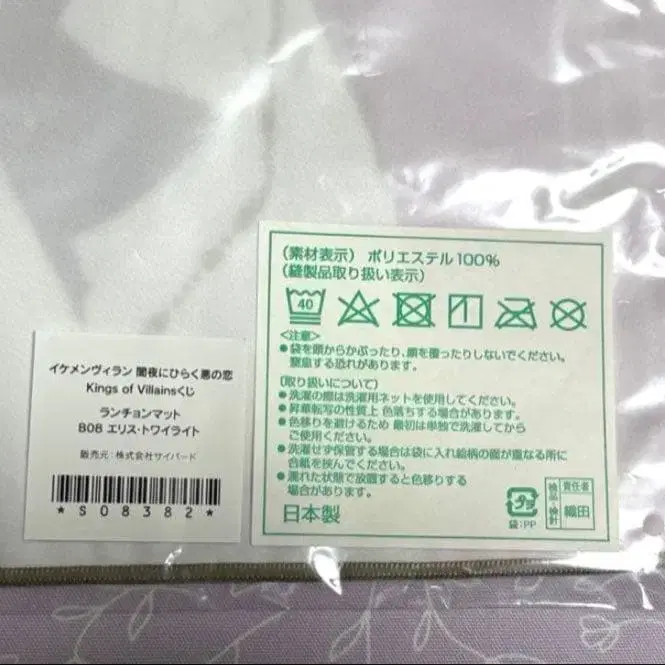 イケメンヴィラン 闇夜にひらく悪の恋
Kings of Villainsくじ
ランチョンマット
B08 エリス・トワイライト
販売元：株式会社サイバード
*S08382*
(素材表示) ポリエステル100%
(縫製品取り扱い表示)
40
<注意>
●袋を頭からかぶったり、顔を覆ったりしないでください。
窒息する恐れがあります。
〔取り扱いについて〕
●洗濯の際は洗濯用ネットを使用してください。
●昇華転写の性質上 色落ちする場合があります。
●色移りを避けるため 最初は単独で洗濯してから
ご使用ください。
●洗濯せず保管する場合は袋に入れ絵柄の面が重なる所に
合紙を挟んでください。
●濡れた状態で放置すると色移りする
場合があります。
日本製
プラ
袋:PP
検品・検針
責任者
織田